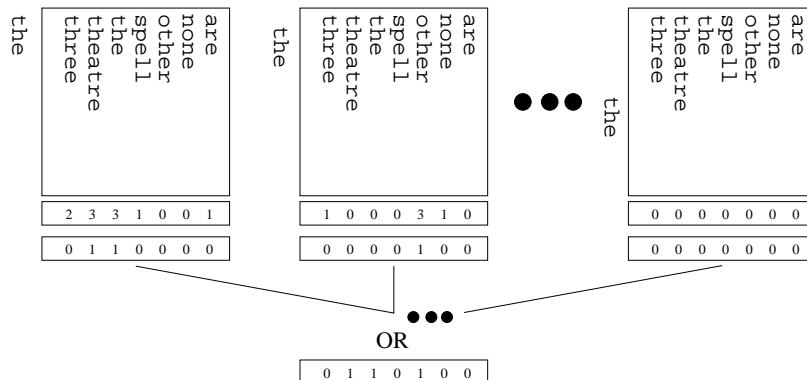 the
three
theatre
the
spell
other
none
are
2 3 3 1 0 0 1
0 1 1 0 0 0 0
the
three
theatre
the
spell
other
none
are
1 0 0 0 3 1 0
0 0 0 0 1 0 0
the
three
theatre
the
spell
other
none
are
0 0 0 0 0 0 0
0 0 0 0 0 0 0
OR
0 1 1 0 1 0 0